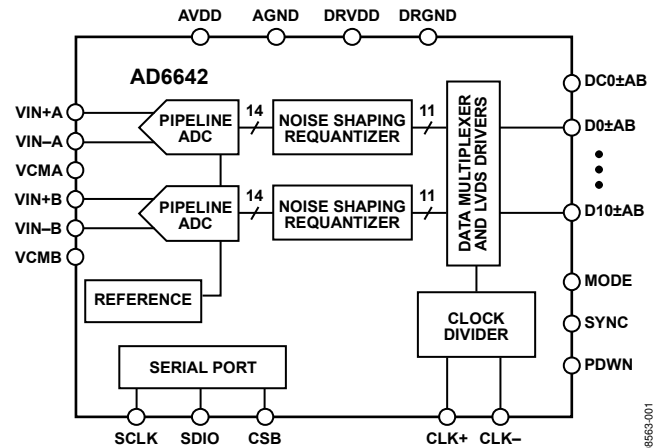 AVDD AGND DRVDD DRGND
AD6642
VIN+A
VIN–A
VCMA
VIN+B
VIN–B
VCMB
PIPELINE
ADC
14
NOISE SHAPING
REQUANTIZER
11
PIPELINE
ADC
14
NOISE SHAPING
REQUANTIZER
11
DATA MULTIPLEXER
AND LVDS DRIVERS
DC0±AB
D0±AB
D10±AB
MODE
SYNC
PDWN
REFERENCE
CLOCK
DIVIDER
SERIAL PORT
SCLK SDIO CSB CLK+ CLK–
8563-001